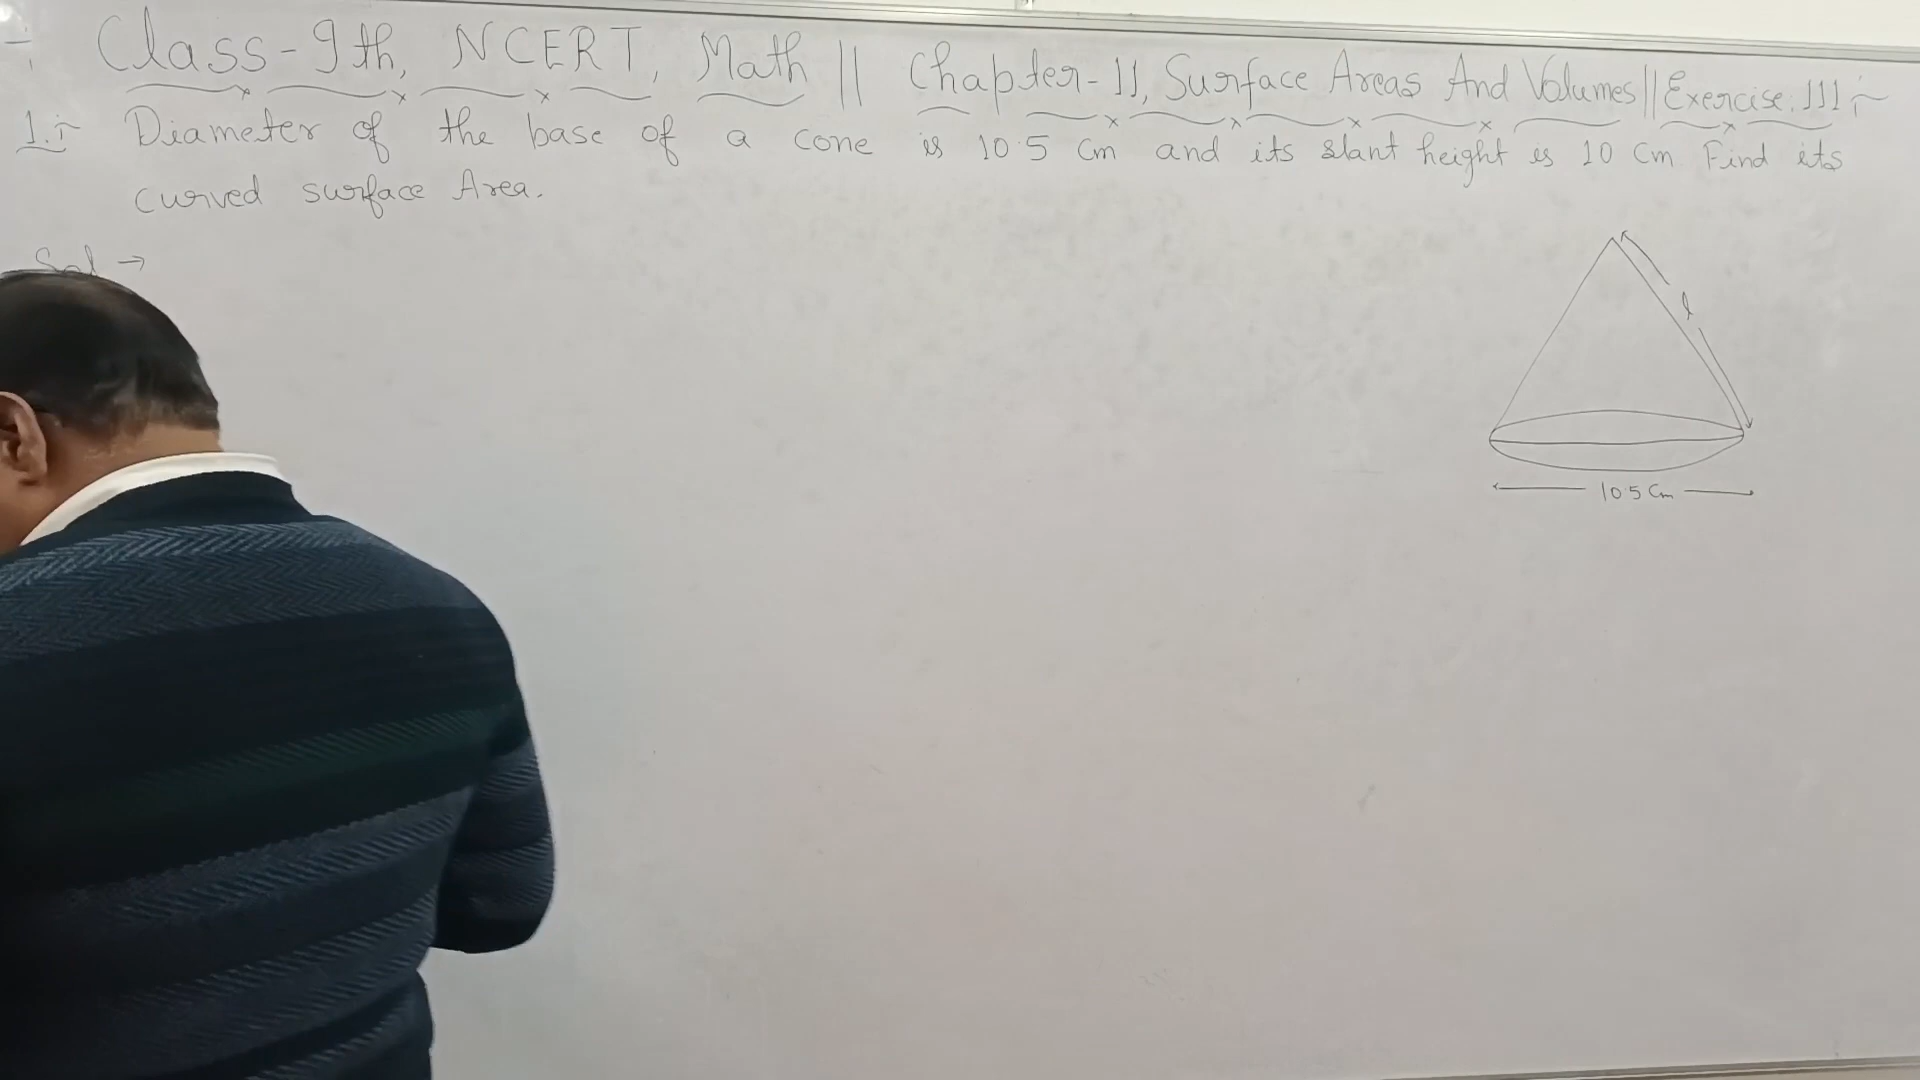 Class-9th, NCERT, Math || Chapter-11, Surface Areas And Volumes || Exercise: 11.1 :-
1.:- Diameter of the base of a cone is 10.5 cm and its slant height is 10 cm. Find its
curved surface Area.
Sol →
l
10.5 cm